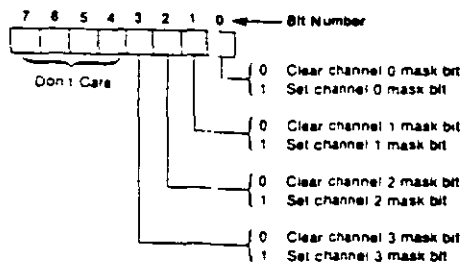 7 6 5 4 3 2 1 0 Bit Number
Don't Care
0 Clear channel 0 mask bit
1 Set channel 0 mask bit
0 Clear channel 1 mask bit
1 Set channel 1 mask bit
0 Clear channel 2 mask bit
1 Set channel 2 mask bit
0 Clear channel 3 mask bit
1 Set channel 3 mask bit